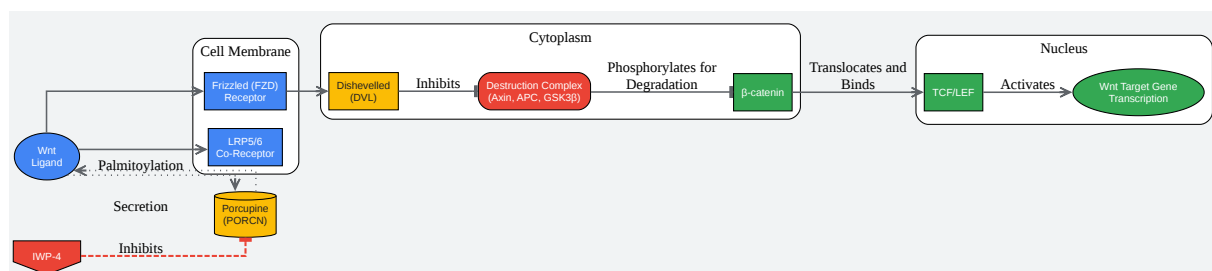 Cell Membrane
Cytoplasm
Nucleus
Frizzled (FZD)
Receptor
Dishevelled
(DVL)
Inhibits
Destruction Complex
(Axin, APC, GSK3β)
Phosphorylates for
Degradation
β-catenin
Translocates and
Binds
TCF/LEF
Activates
Wnt Target Gene
Transcription
LRP5/6
Co-Receptor
Wnt
Ligand
Palmitoylation
Secretion
Porcupine
(PORCN)
Inhibits
IWP-4